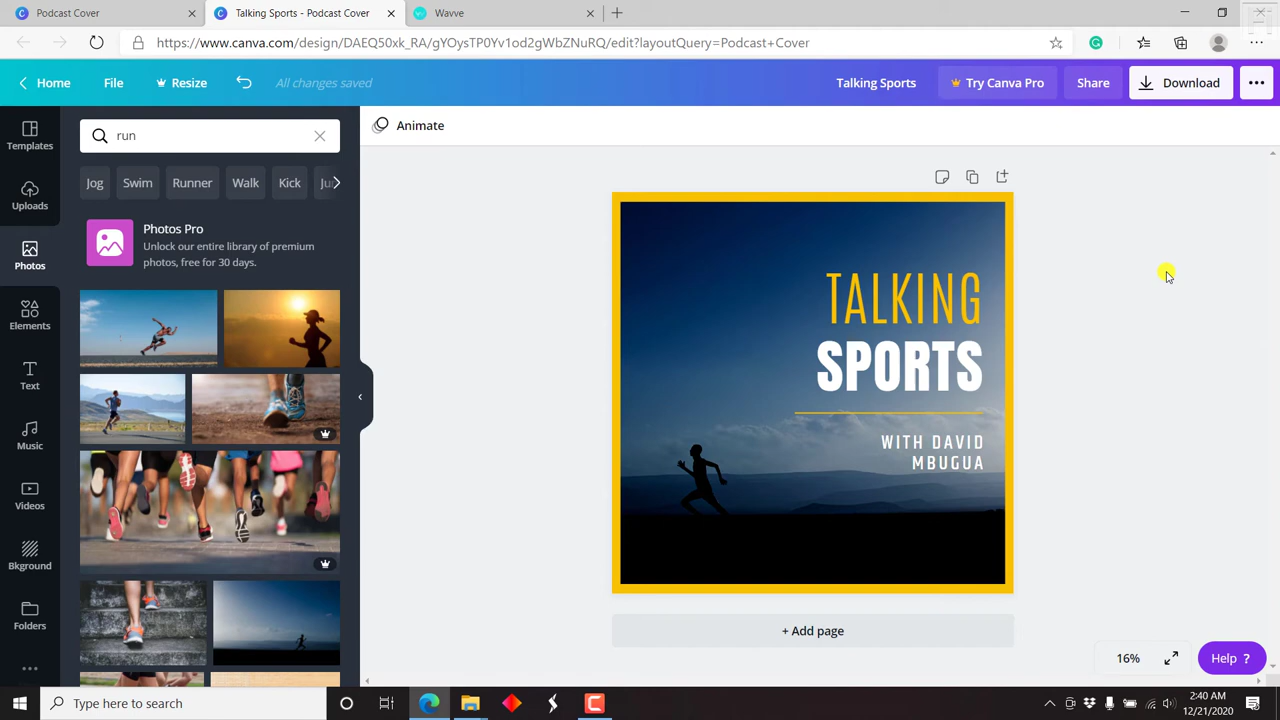 Podcast Cover
Talking Sports - Podcast Cover
Wavve
https://www.canva.com/design/DAEQ50xk_RA/gYOysTP0Yv1od2gWbZNuRQ/edit?layoutQuery=Podcast+Cover
Home
File
Resize
All changes saved
Talking Sports
Try Canva Pro
Share
Download
Templates
Uploads
Photos
Elements
Text
Music
Videos
Bkground
Folders
run
Jog
Swim
Runner
Walk
Kick
Photos Pro
Unlock our entire library of premium
photos, free for 30 days.
Animate
TALKING
SPORTS
WITH DAVID
MBUGUA
+ Add page
16%
Help ?
Type here to search
2:40 AM
12/21/2020